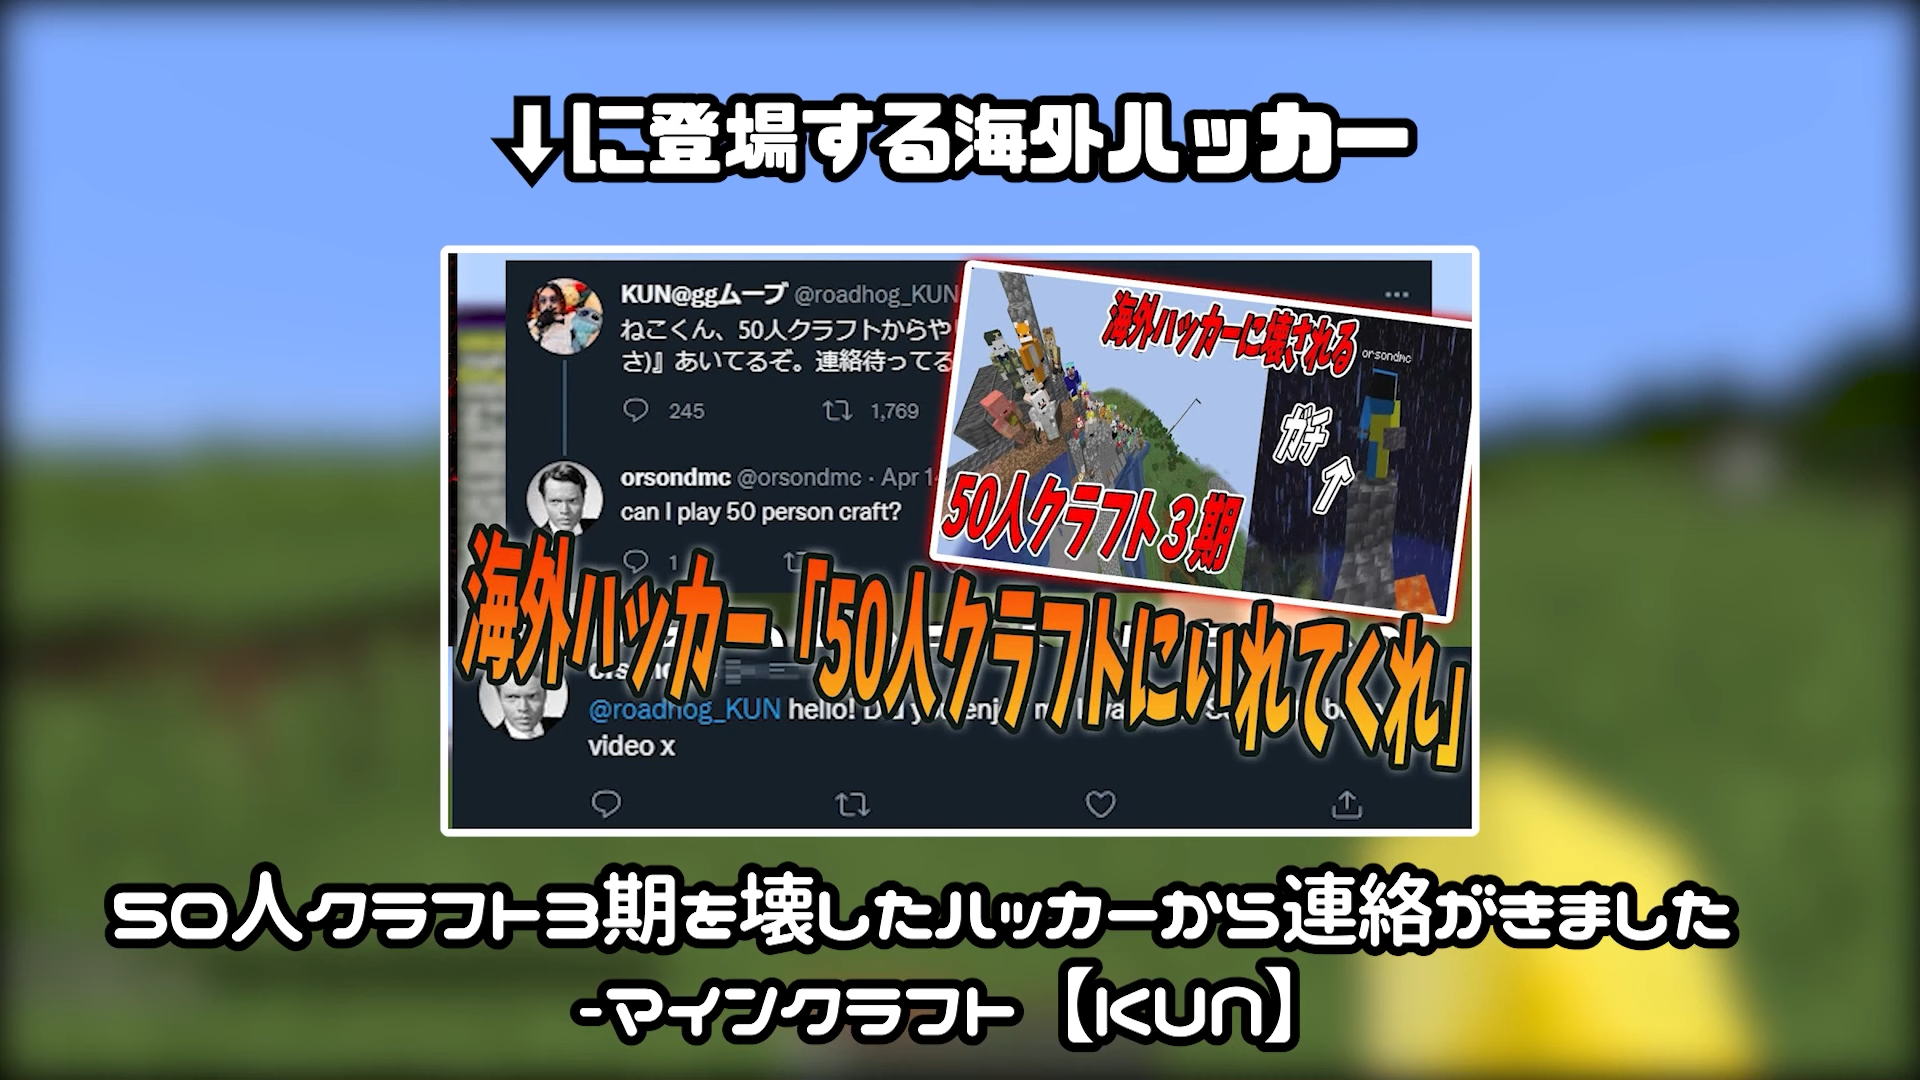 ↓に登場する海外ハッカー
KUN@ggムーブ @roadhog_KUN
ねこくん、50人クラフトからや
さ)』あいてるぞ。連絡待ってる
245 1,769
海外ハッカーに壊される
orsondmc
ガチ
50人クラフト3期
orsondmc @orsondmc · Apr 1
can I play 50 person craft?
1
海外ハッカー「50人クラフトにいれてくれ」
@roadhog_KUN hello!
video x
50人クラフト3期を壊したハッカーから連絡がきました
-マインクラフト【KUN】